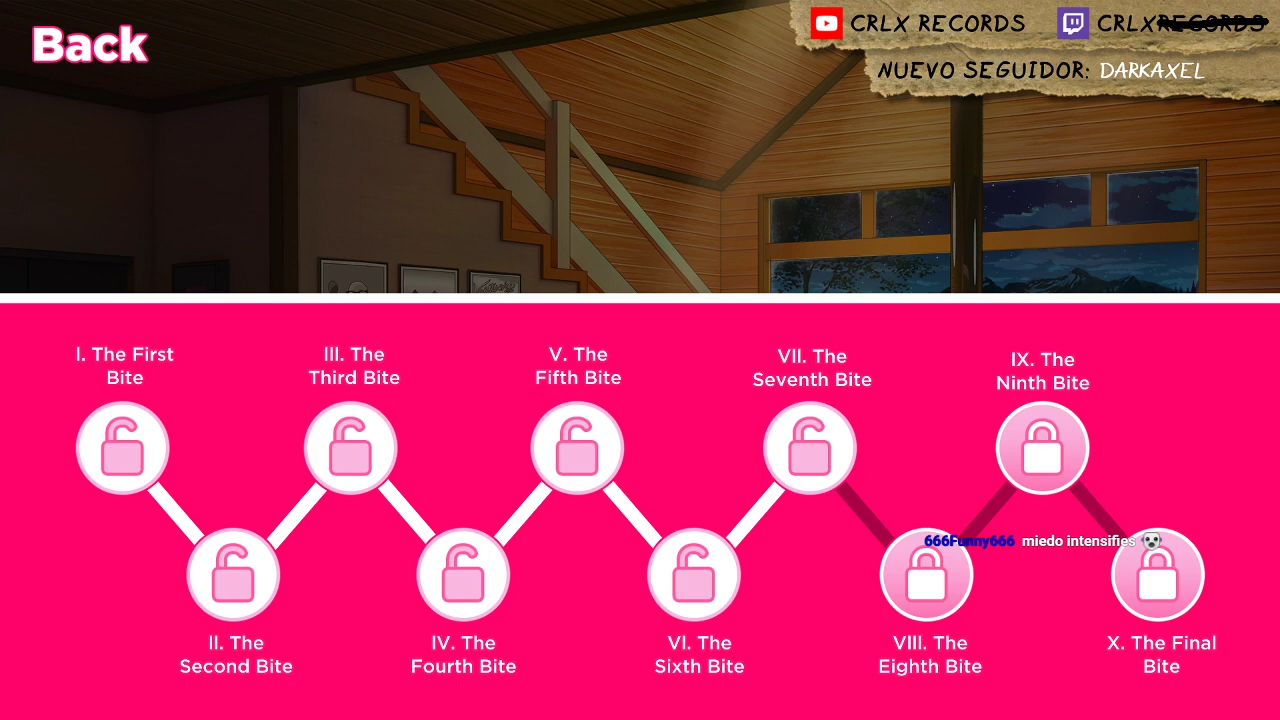 Back
CRLX RECORDS
CRLXRECORDS
NUEVO SEGUIDOR: DARKAXEL
I. The First
Bite
III. The
Third Bite
V. The
Fifth Bite
VII. The
Seventh Bite
IX. The
Ninth Bite
666Funny666 miedo intensifies
II. The
Second Bite
IV. The
Fourth Bite
VI. The
Sixth Bite
VIII. The
Eighth Bite
X. The Final
Bite